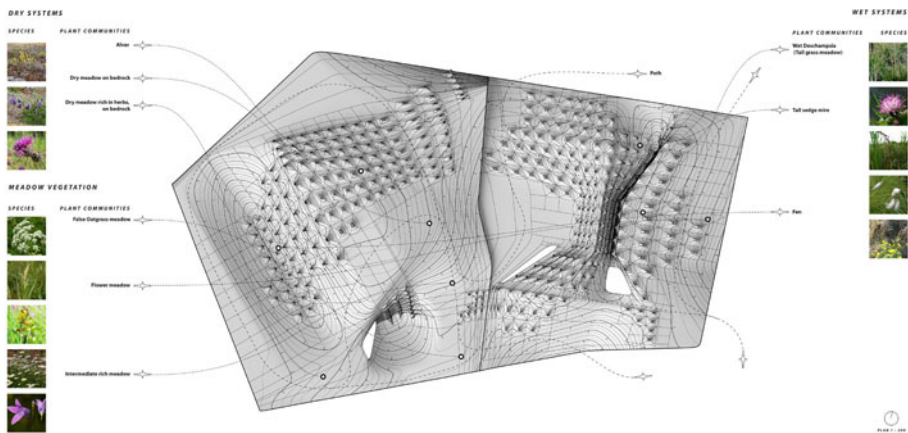 DRY SYSTEMS
SPECIES
PLANT COMMUNITIES
Alvar
Dry meadow on bedrock
Dry meadow rich in herbs,
on bedrock
MEADOW VEGETATION
SPECIES
PLANT COMMUNITIES
False Oatgrass meadow
Flower meadow
Intermediate rich meadow
Path
WET SYSTEMS
PLANT COMMUNITIES
SPECIES
Wet Deschampsia
(Tall grass meadow)
Tall sedge mire
Fen